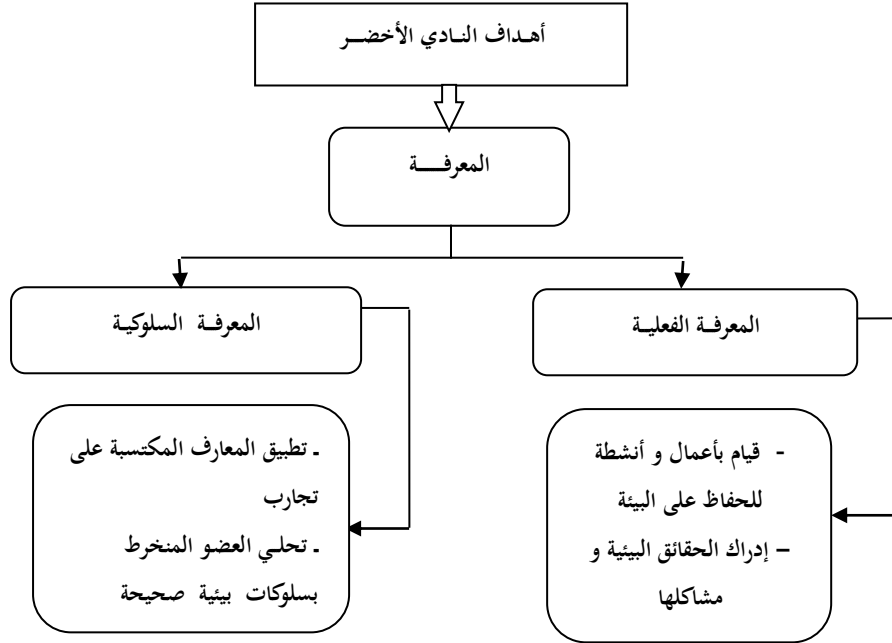 أهداف النادي الأخضر
المعرفة
المعرفة الفعلية
المعرفة السلوكية
- قيام بأعمال و أنشطة
للحفاظ على البيئة
– إدراك الحقائق البيئية و
مشاكلها
ـ تطبيق المعارف المكتسبة على
تجارب
ـ تحلي العضو المنخرط
بسلوكات بيئية صحيحة